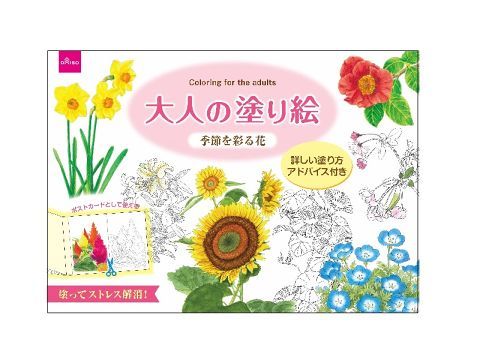 DAISO
Coloring for the adults
大人の塗り絵
季節を彩る花
詳しい塗り方
アドバイス付き
ポストカードとして使える
塗ってストレス解消!